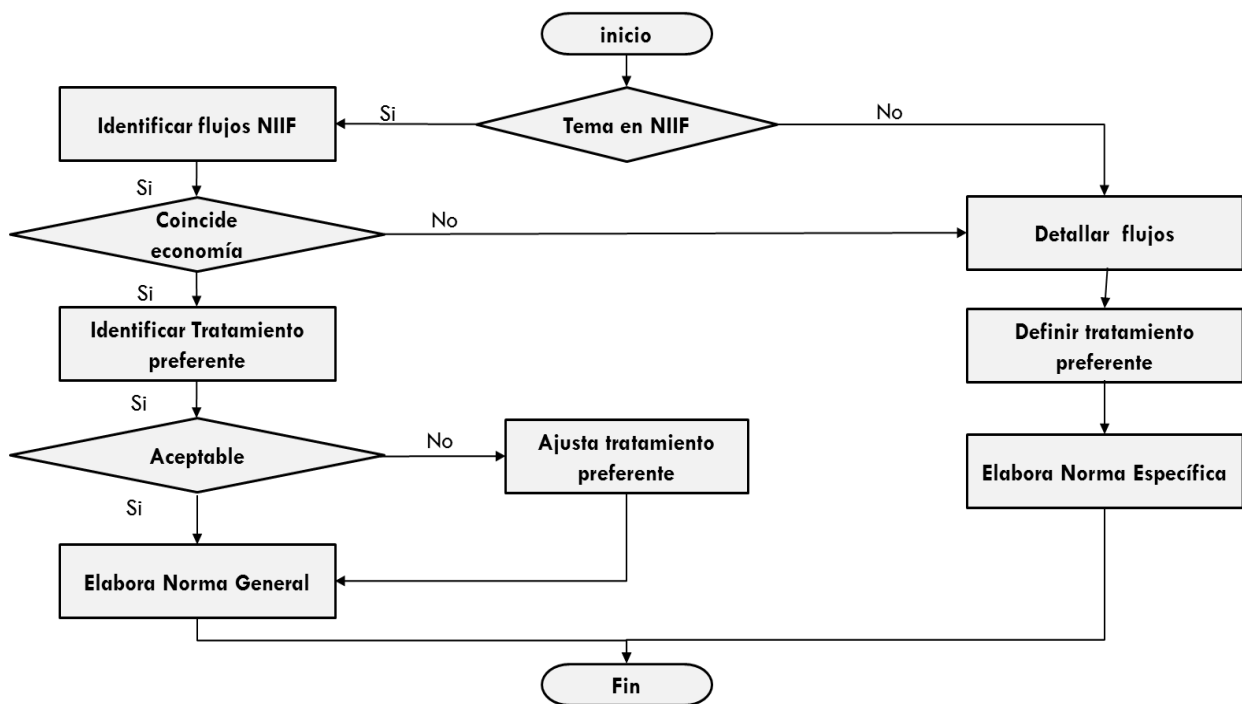 inicio
Si
Tema en NIIF
No
Identificar flujos NIIF
Si
Coincide
economía
No
Detallar flujos
Si
Identificar Tratamiento
preferente
Definir tratamiento
preferente
Si
Aceptable
No
Ajusta tratamiento
preferente
Elabora Norma Específica
Si
Elabora Norma General
Fin